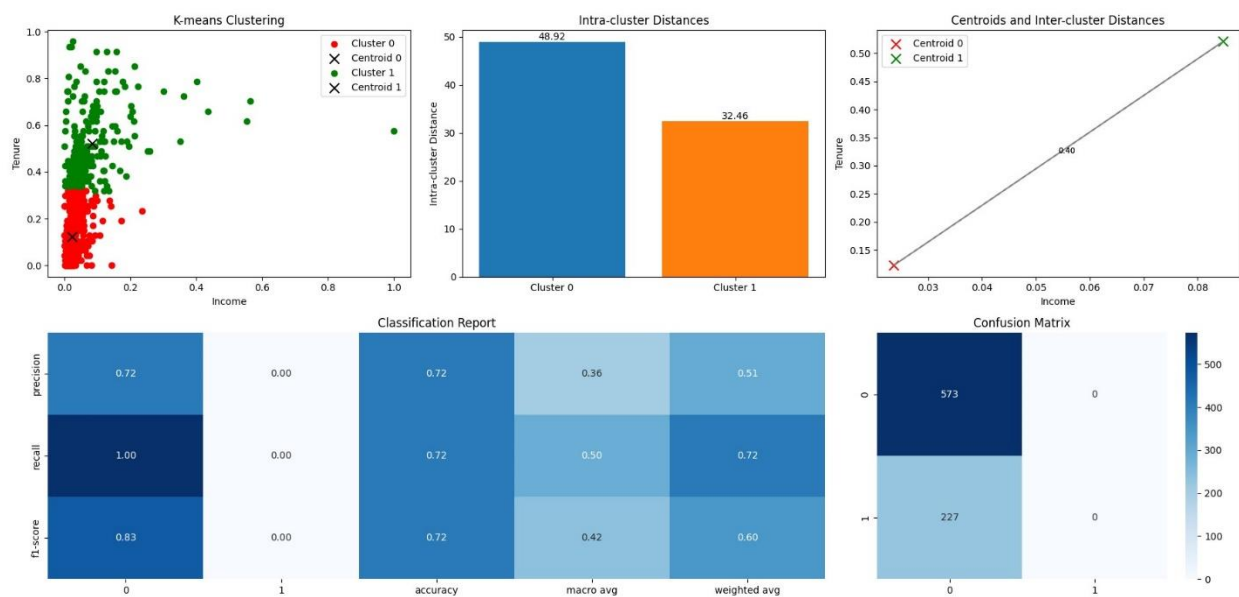 K-means Clustering
1.0
0.8
0.6
0.4
0.2
0.0
Tenure
Cluster 0
Centroid 0
Cluster 1
Centroid 1
0.0 0.2 0.4 0.6 0.8 1.0
Income
Intra-cluster Distances
50
40
30
20
10
0
Intra-cluster Distance
48.92
32.46
Cluster 0 Cluster 1
Centroids and Inter-cluster Distances
0.50
0.45
0.40
0.35
0.30
0.25
0.20
0.15
Tenure
Centroid 0
Centroid 1
0.40
0.03 0.04 0.05 0.06 0.07 0.08
Income
Classification Report
precision
0.72 0.00 0.72 0.36 0.51
recall
1.00 0.00 0.72 0.50 0.72
f1-score
0.83 0.00 0.72 0.42 0.60
0 1 accuracy macro avg weighted avg
Confusion Matrix
0
573 0
1
227 0
0 1
500
400
300
200
100
0